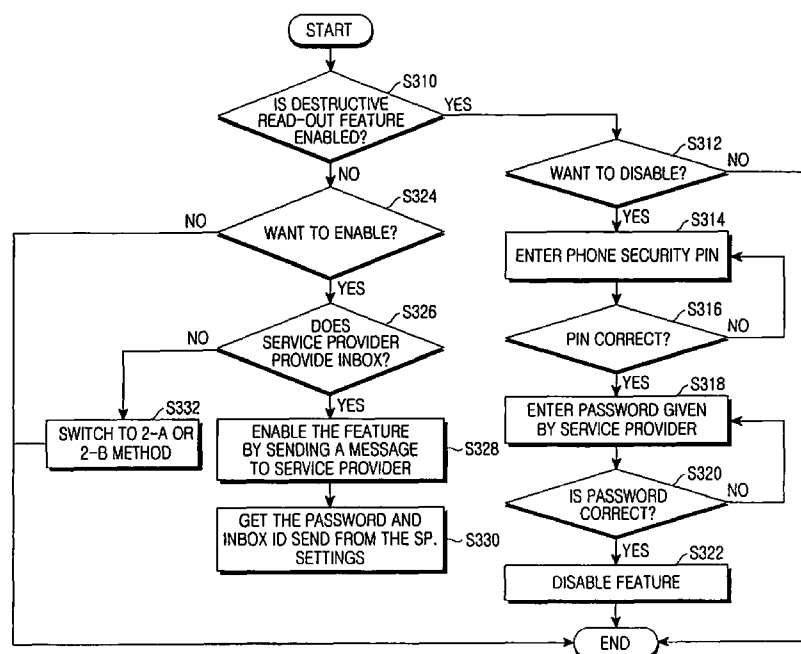 START
S310
IS DESTRUCTIVE
READ-OUT FEATURE
ENABLED?
YES
NO
S312
WANT TO DISABLE?
NO
YES
S314
ENTER PHONE SECURITY PIN
S316
PIN CORRECT?
NO
YES
S318
ENTER PASSWORD GIVEN
BY SERVICE PROVIDER
S320
IS PASSWORD
CORRECT?
NO
YES
S322
DISABLE FEATURE
S324
WANT TO ENABLE?
NO
YES
S326
DOES
SERVICE PROVIDER
PROVIDE INBOX?
NO
YES
S332
SWITCH TO 2-A OR
2-B METHOD
ENABLE THE FEATURE
BY SENDING A MESSAGE
TO SERVICE PROVIDER
S328
GET THE PASSWORD AND
INBOX ID SEND FROM THE SP.
SETTINGS
S330
END